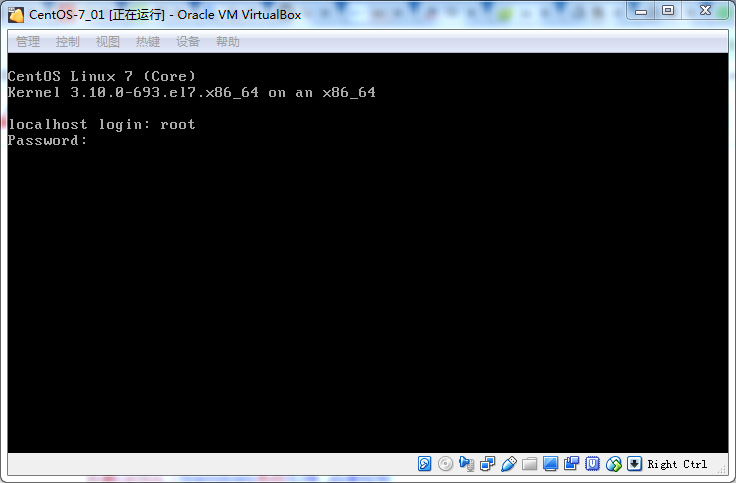 CentOS-7_01 [正在运行] - Oracle VM VirtualBox
管理 控制 视图 热键 设备 帮助
CentOS Linux 7 (Core)
Kernel 3.10.0-693.el7.x86_64 on an x86_64
localhost login: root
Password:
Right Ctrl